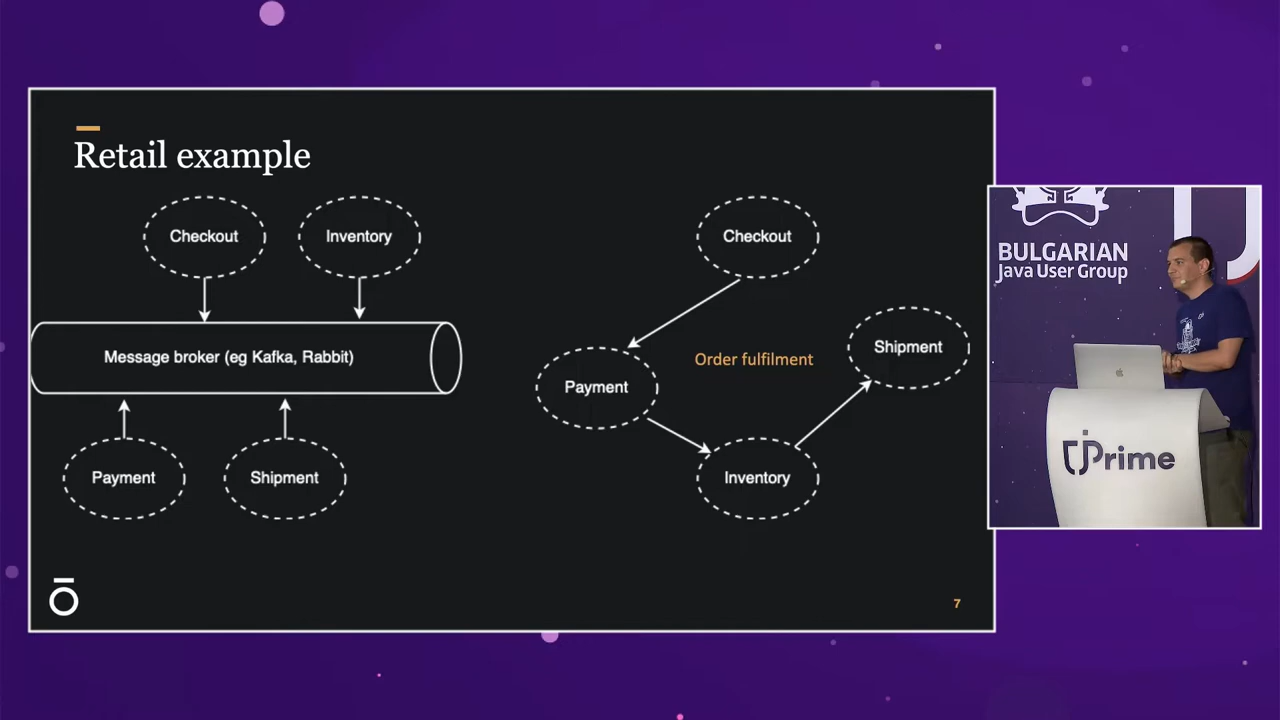 Retail example
Checkout
Inventory
Message broker (eg Kafka, Rabbit)
Payment
Shipment
Checkout
Payment
Order fulfilment
Shipment
Inventory
7
BULGARIAN
Java User Group
jPrime